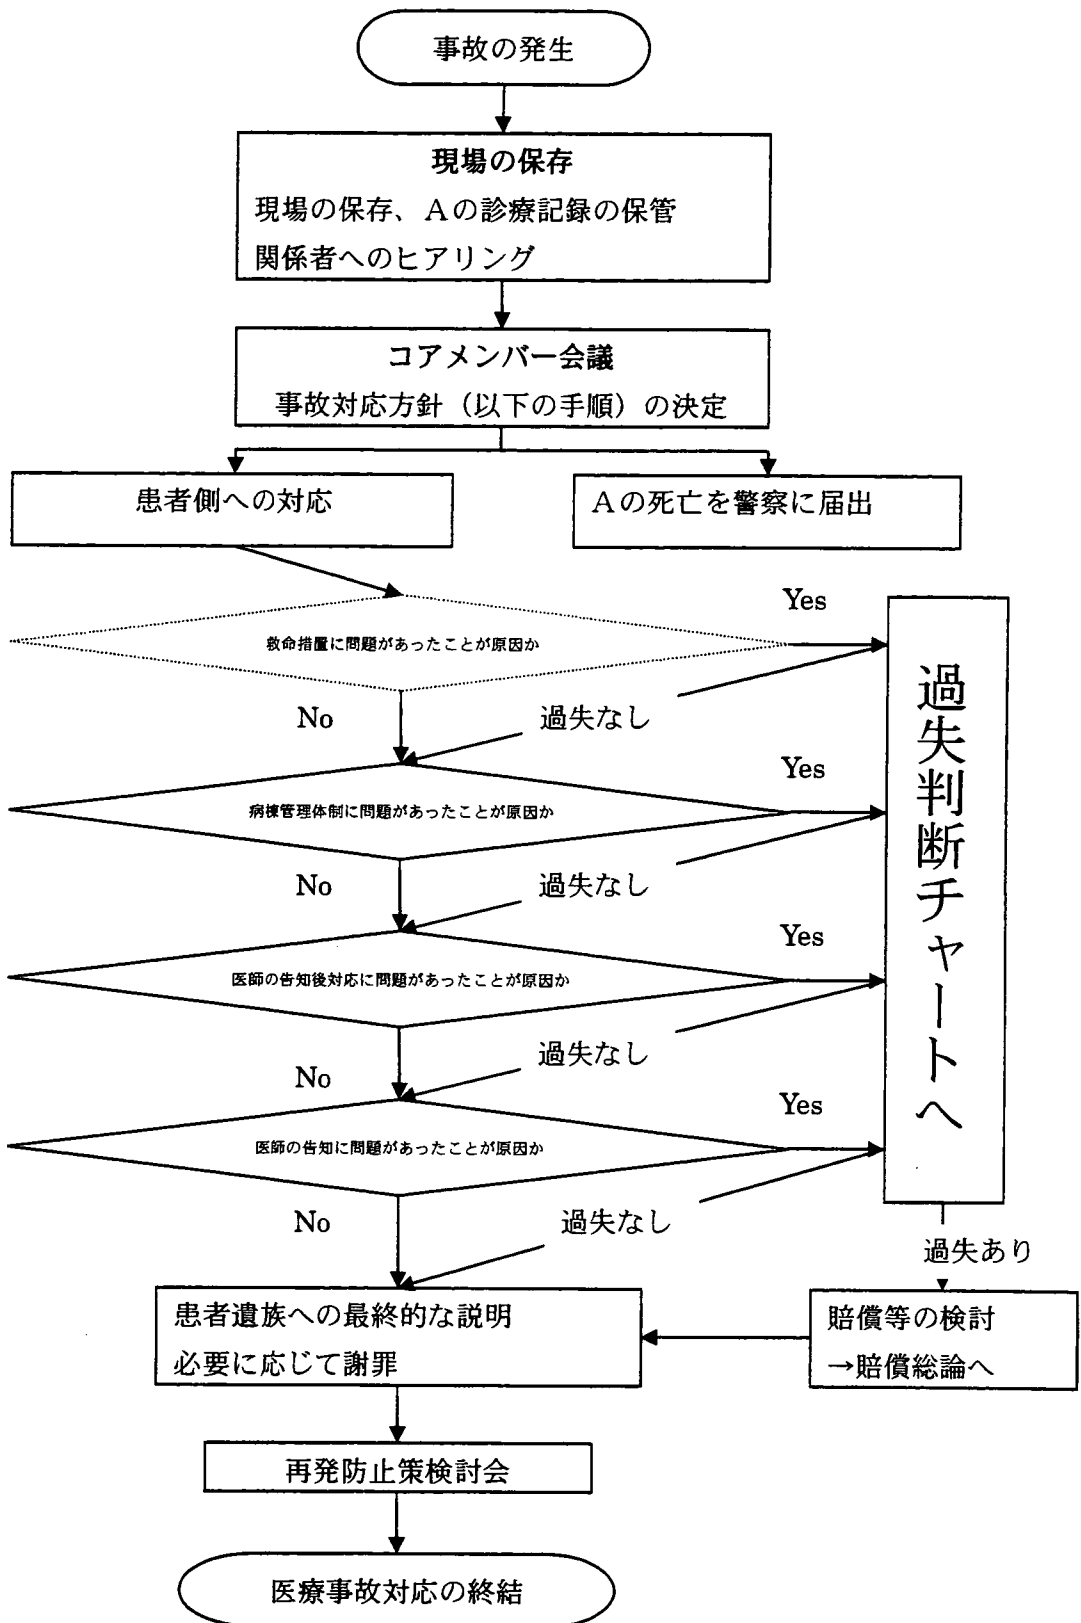 事故の発生
現場の保存
現場の保存、Aの診療記録の保管
関係者へのヒアリング
コアメンバー会議
事故対応方針（以下の手順）の決定
患者側への対応
Aの死亡を警察に届出
Yes
救命措置に問題があったことが原因か
No
過失なし
Yes
病棟管理体制に問題があったことが原因か
No
過失なし
Yes
医師の告知後対応に問題があったことが原因か
No
過失なし
Yes
医師の告知に問題があったことが原因か
No
過失なし
過失判断チャートへ
過失あり
患者遺族への最終的な説明
必要に応じて謝罪
賠償等の検討
→賠償総論へ
再発防止策検討会
医療事故対応の終結